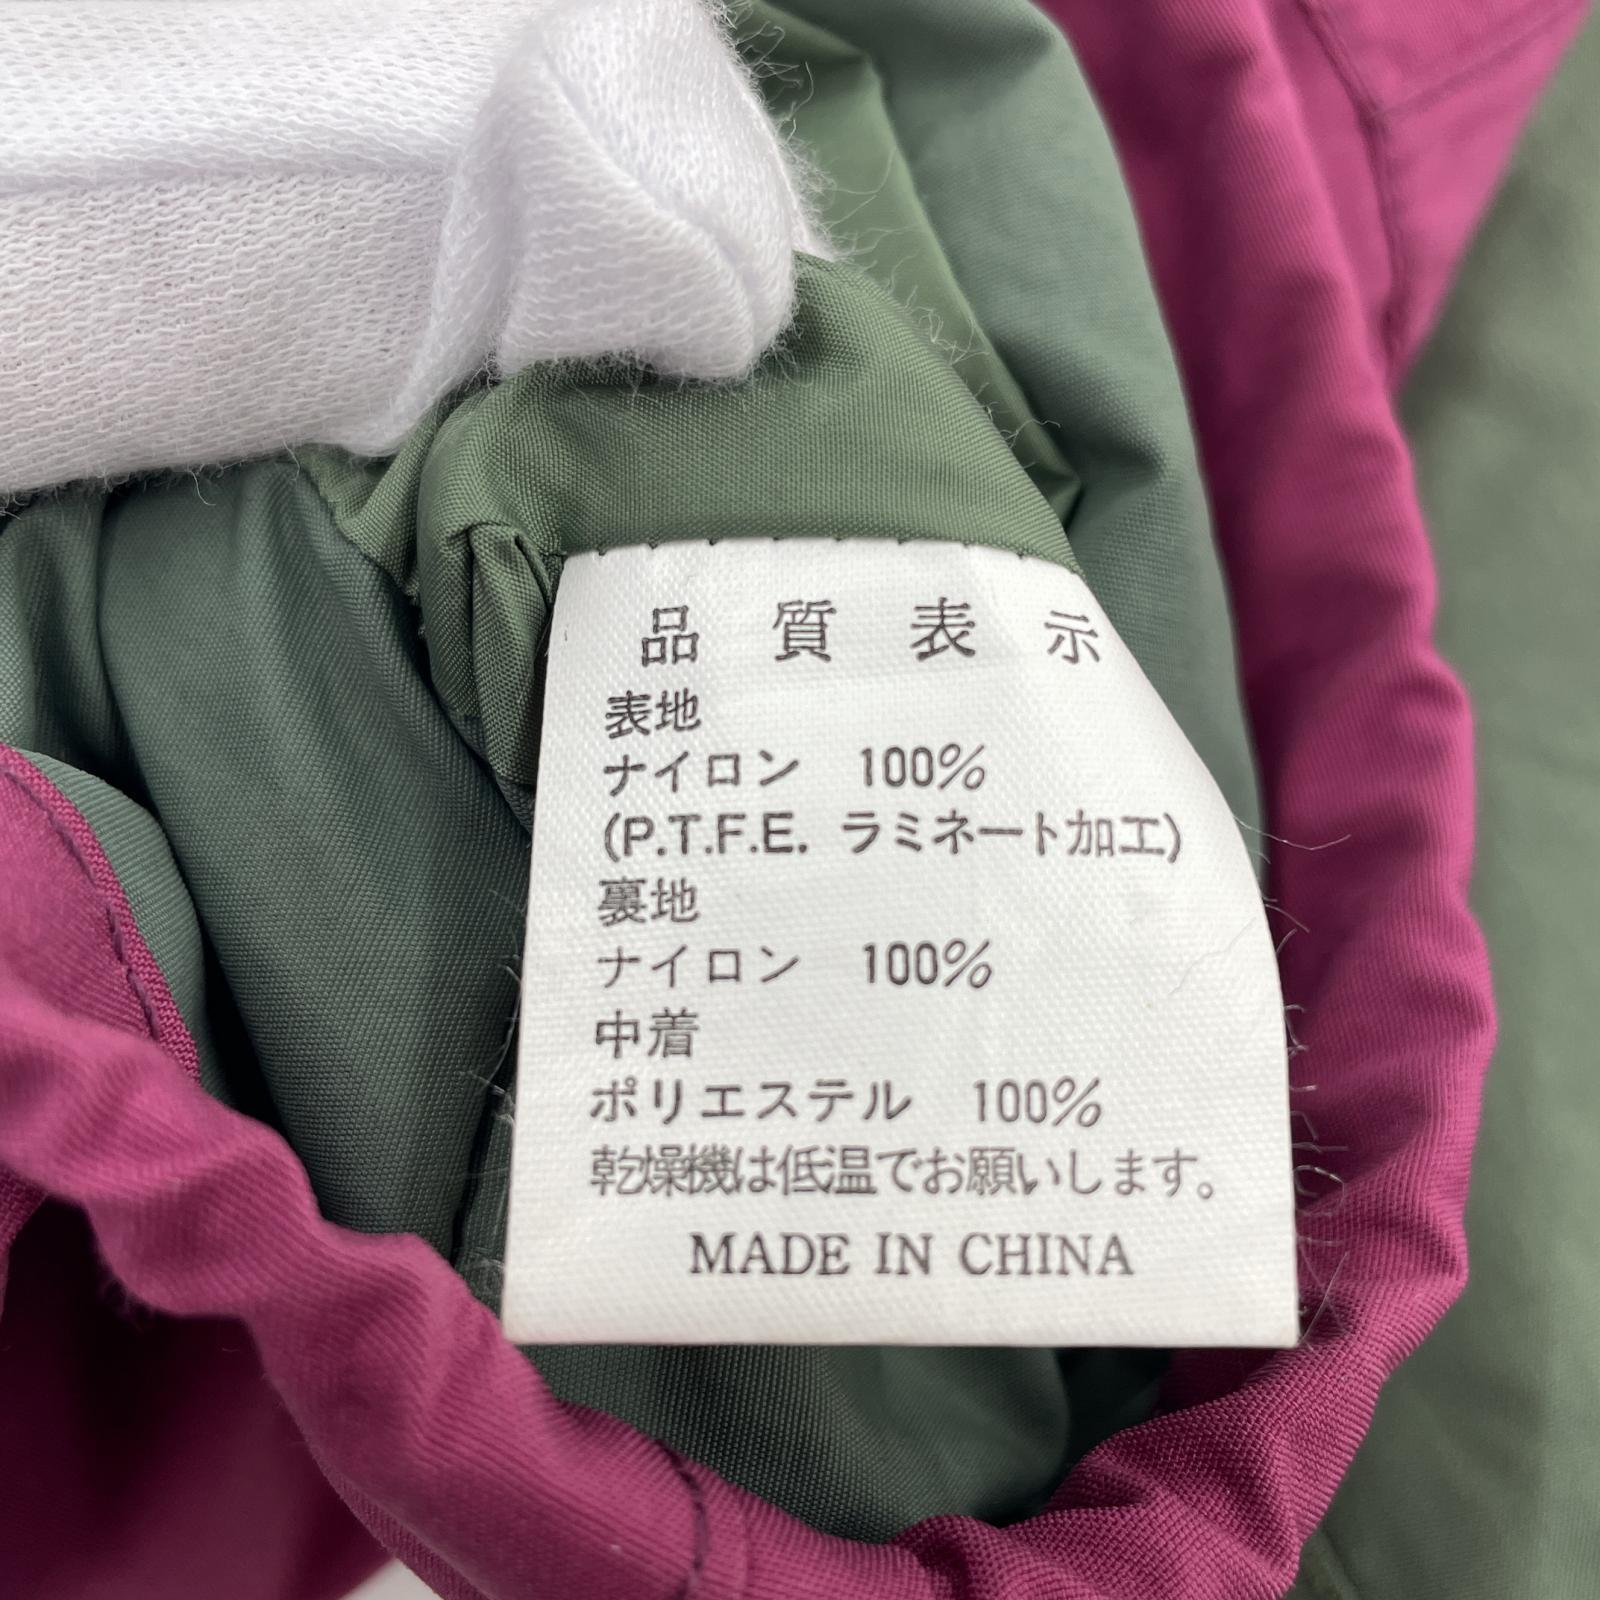 品質表示
表地
ナイロン 100%
(P.T.F.E. ラミネート加工)
裏地
ナイロン 100%
中着
ポリエステル 100%
乾燥機は低温でお願いします。
MADE IN CHINA